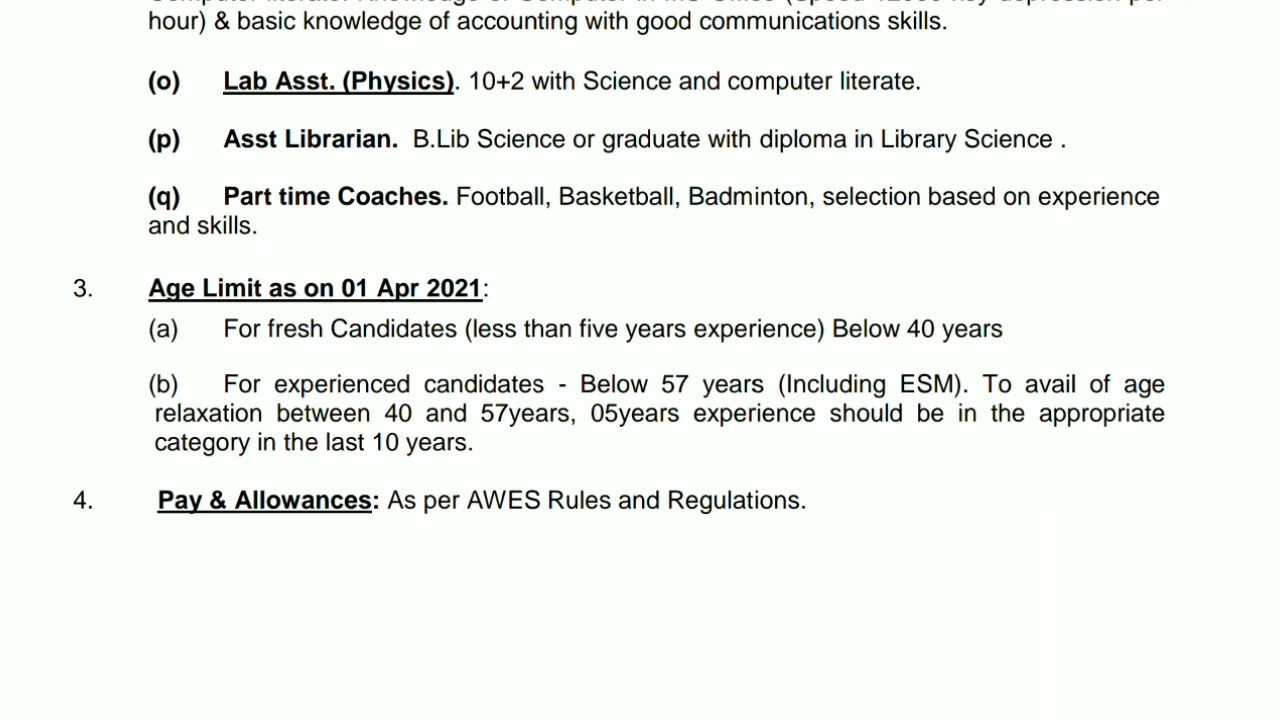 hour) & basic knowledge of accounting with good communications skills.
(o) Lab Asst. (Physics). 10+2 with Science and computer literate.
(p) Asst Librarian. B.Lib Science or graduate with diploma in Library Science .
(q) Part time Coaches. Football, Basketball, Badminton, selection based on experience
and skills.
3. Age Limit as on 01 Apr 2021:
(a) For fresh Candidates (less than five years experience) Below 40 years
(b) For experienced candidates - Below 57 years (Including ESM). To avail of age
relaxation between 40 and 57years, 05years experience should be in the appropriate
category in the last 10 years.
4. Pay & Allowances: As per AWES Rules and Regulations.